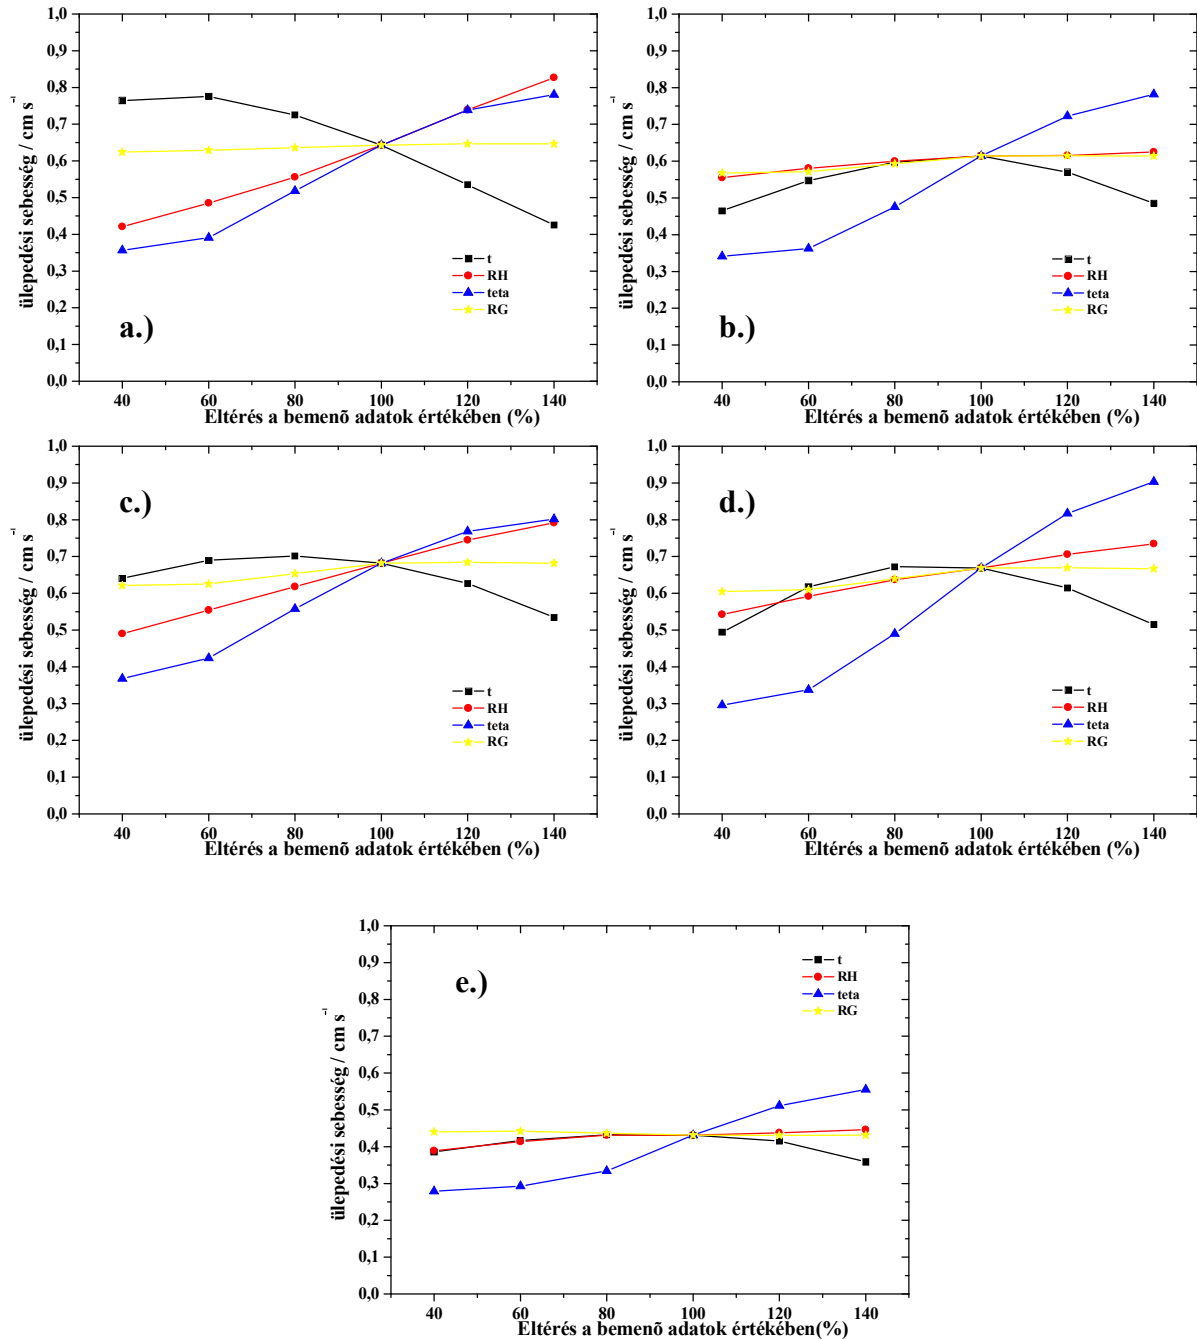 1,0
0,9
0,8
0,7
0,6
0,5
0,4
0,3
0,2
0,1
0,0
ülepedési sebesség / cm s⁻¹
a.)
t
RH
teta
RG
40 60 80 100 120 140
Eltérés a bemenõ adatok értékében (%)
1,0
0,9
0,8
0,7
0,6
0,5
0,4
0,3
0,2
0,1
0,0
ülepedési sebesség / cm s⁻¹
b.)
t
RH
teta
RG
40 60 80 100 120 140
Eltérés a bemenõ adatok értékében (%)
1,0
0,9
0,8
0,7
0,6
0,5
0,4
0,3
0,2
0,1
0,0
ülepedési sebesség / cm s⁻¹
c.)
t
RH
teta
RG
40 60 80 100 120 140
Eltérés a bemenõ adatok értékében (%)
1,0
0,9
0,8
0,7
0,6
0,5
0,4
0,3
0,2
0,1
0,0
ülepedési sebesség / cm s⁻¹
d.)
t
RH
teta
RG
40 60 80 100 120 140
Eltérés a bemenõ adatok értékében (%)
1,0
0,9
0,8
0,7
0,6
0,5
0,4
0,3
0,2
0,1
0,0
ülepedési sebesség / cm s⁻¹
e.)
t
RH
teta
RG
40 60 80 100 120 140
Eltérés a bemenõ adatok értékében(%)